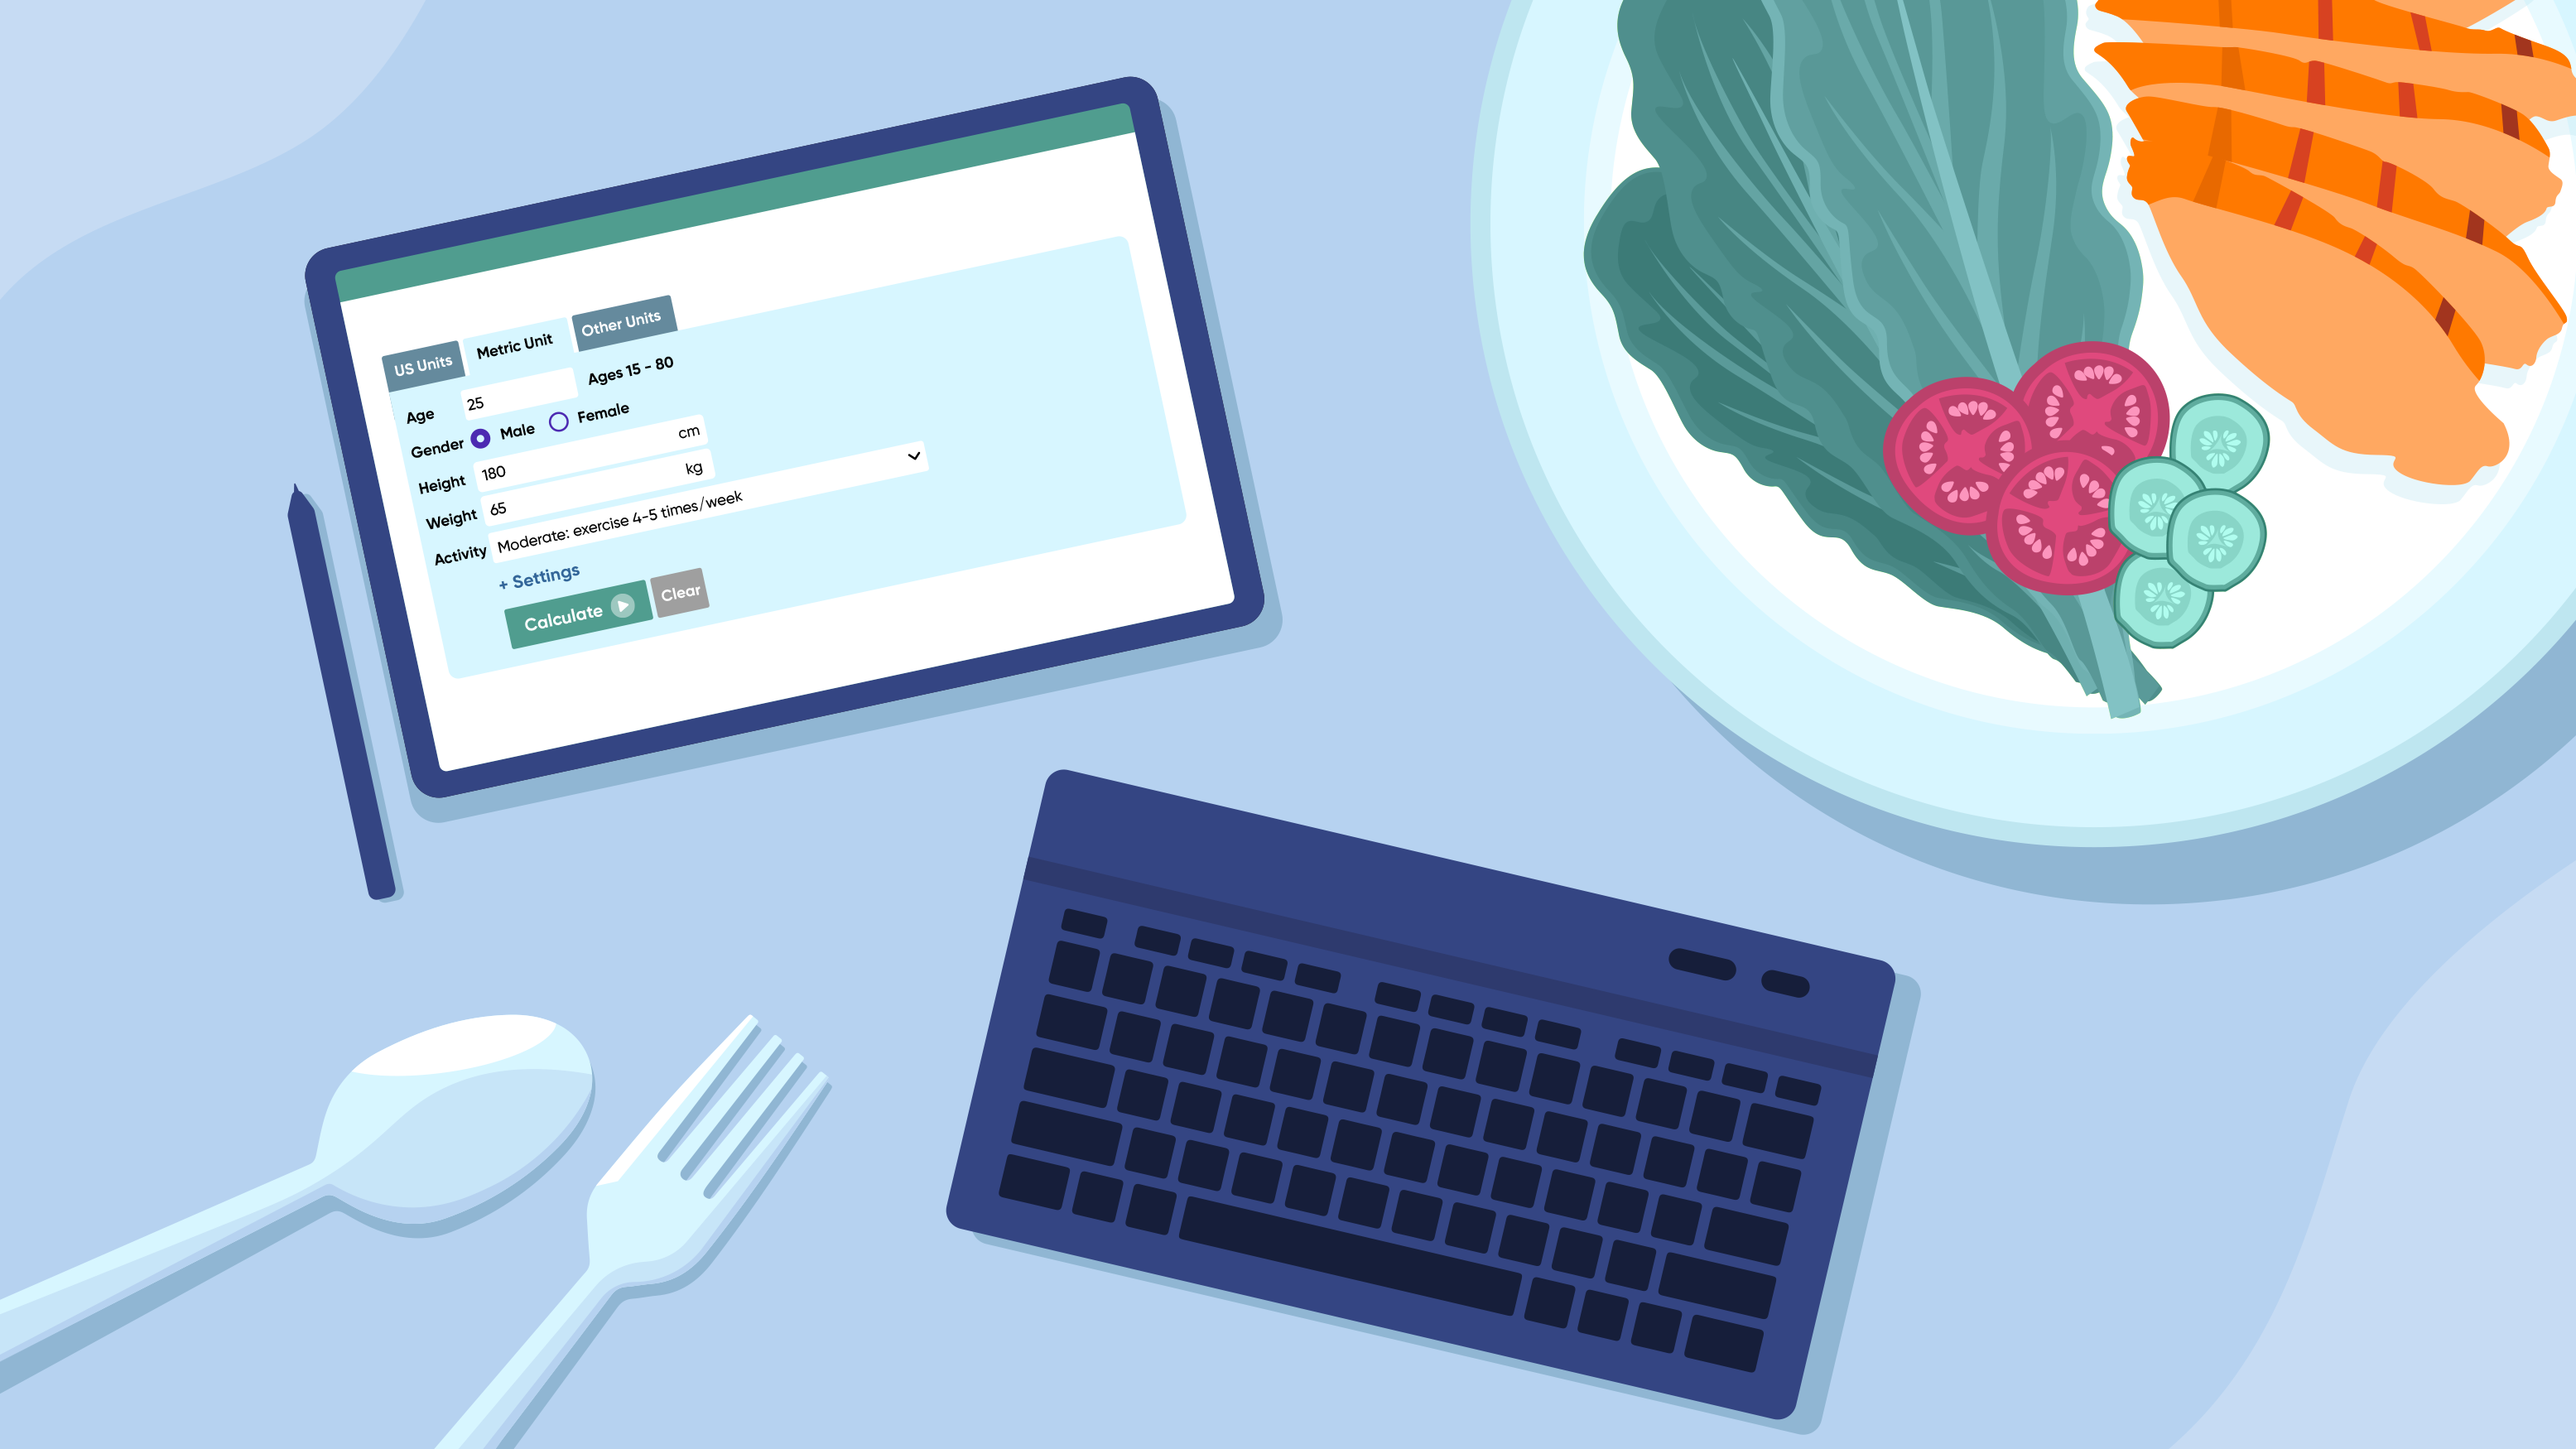 US Units Metric Unit Other Units
Age 25 Ages 15 - 80
Gender Male Female
Height 180 cm
Weight 65 kg
Activity Moderate: exercise 4-5 times/week
+ Settings
Calculate Clear